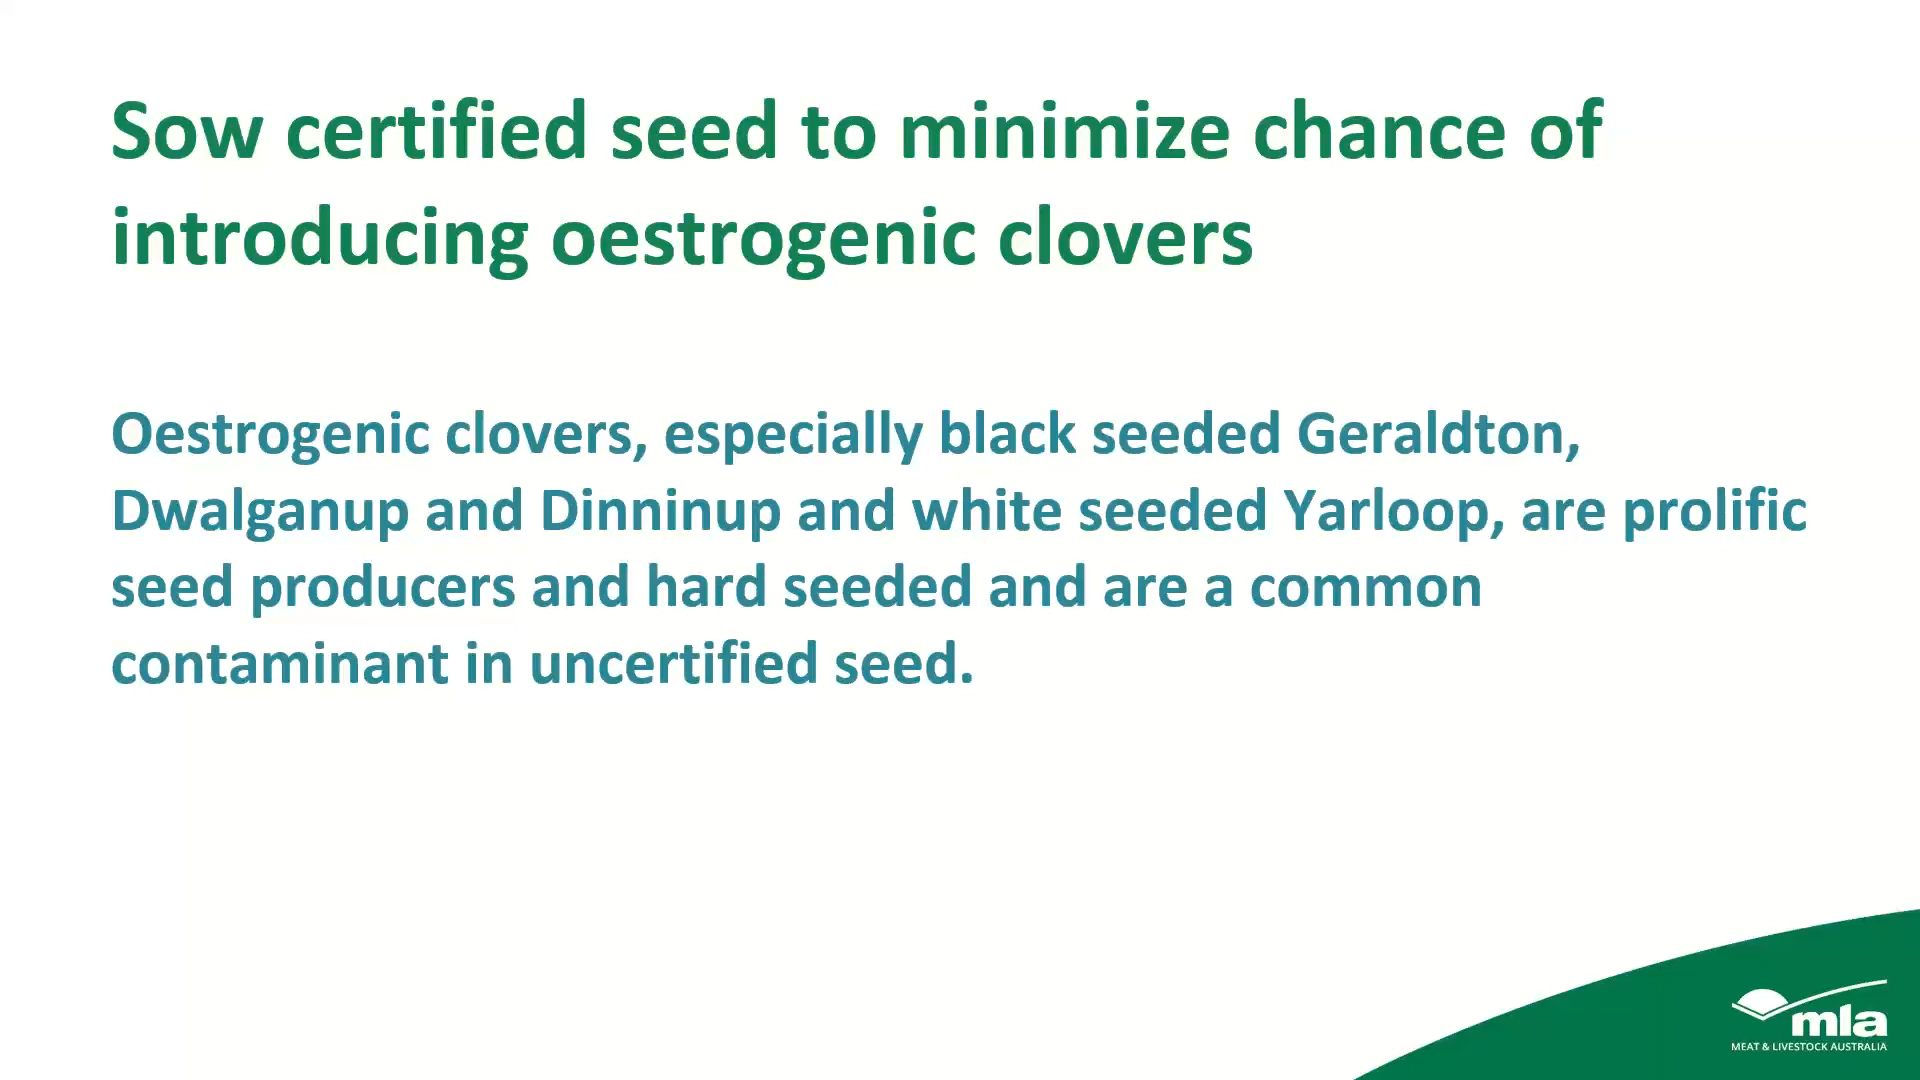 Sow certified seed to minimize chance of
introducing oestrogenic clovers
Oestrogenic clovers, especially black seeded Geraldton,
Dwalganup and Dinninup and white seeded Yarloop, are prolific
seed producers and hard seeded and are a common
contaminant in uncertified seed.
mla
MEAT & LIVESTOCK AUSTRALIA